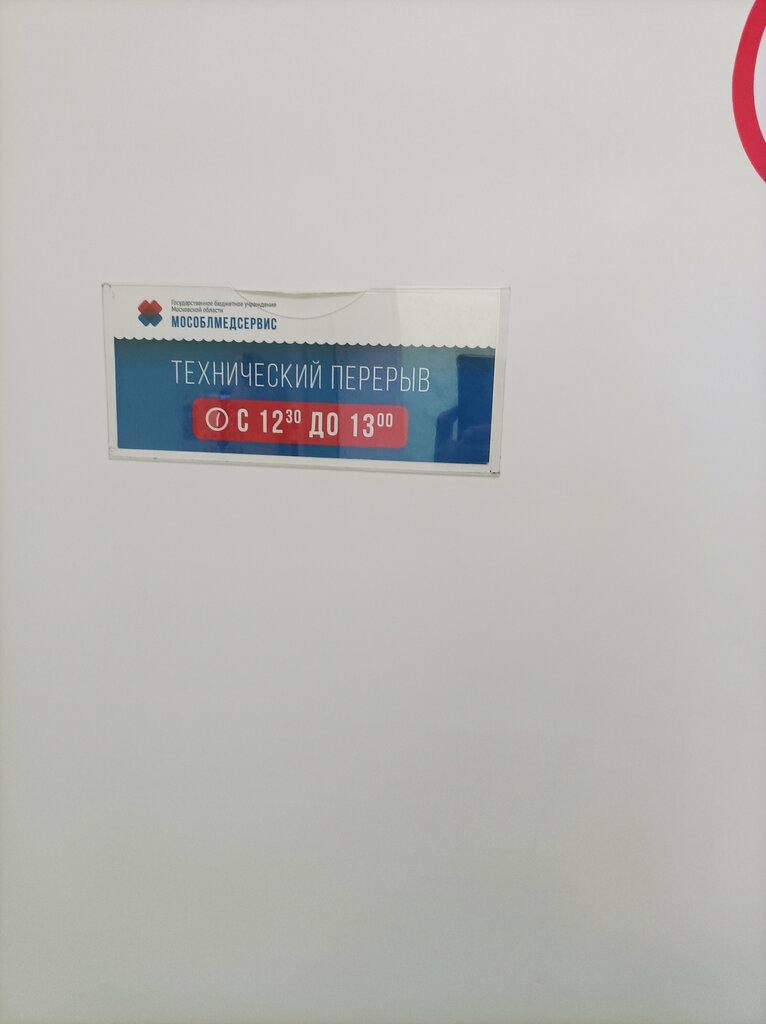 Государственное бюджетное учреждение
Московской области
МОСОБЛМЕДСЕРВИС
ТЕХНИЧЕСКИЙ ПЕРЕРЫВ
С 12³⁰ ДО 13⁰⁰